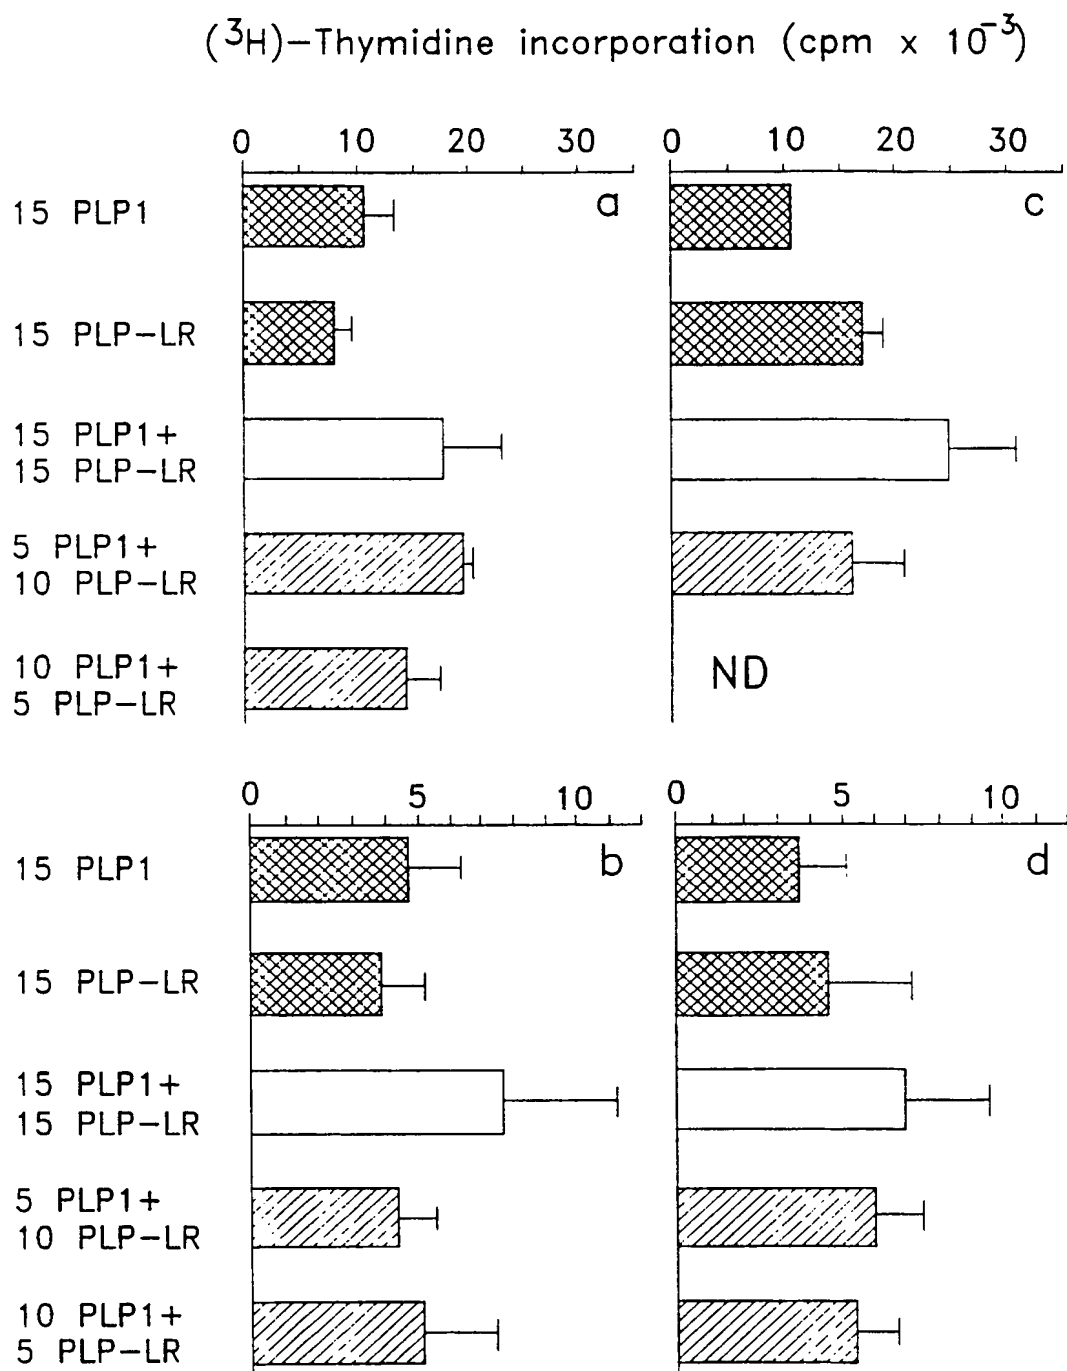 (³H)−Thymidine incorporation (cpm x 10⁻³)
0 10 20 30
0 10 20 30
a
c
15 PLP1
15 PLP−LR
15 PLP1+
15 PLP−LR
5 PLP1+
10 PLP−LR
10 PLP1+
5 PLP−LR
ND
0 5 10
0 5 10
b
d
15 PLP1
15 PLP−LR
15 PLP1+
15 PLP−LR
5 PLP1+
10 PLP−LR
10 PLP1+
5 PLP−LR